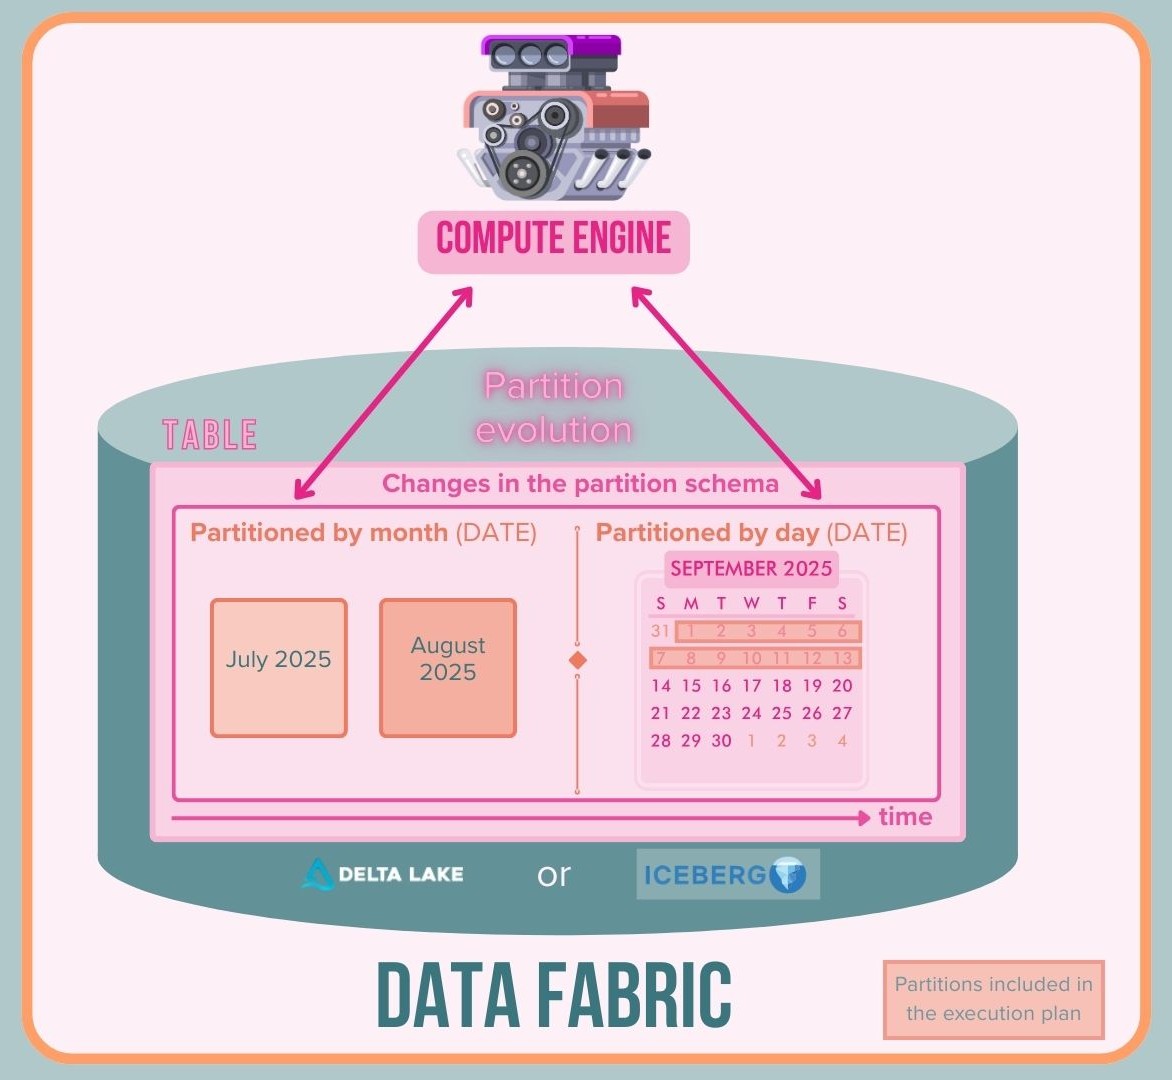 COMPUTE ENGINE
Partition
evolution
TABLE
Changes in the partition schema
Partitioned by month (DATE)
July 2025
August
2025
Partitioned by day (DATE)
SEPTEMBER 2025
S M T W T F S
31 1 2 3 4 5 6
7 8 9 10 11 12 13
14 15 16 17 18 19 20
21 22 23 24 25 26 27
28 29 30 1 2 3 4
time
DELTA LAKE or ICEBERG
DATA FABRIC
Partitions included in
the execution plan